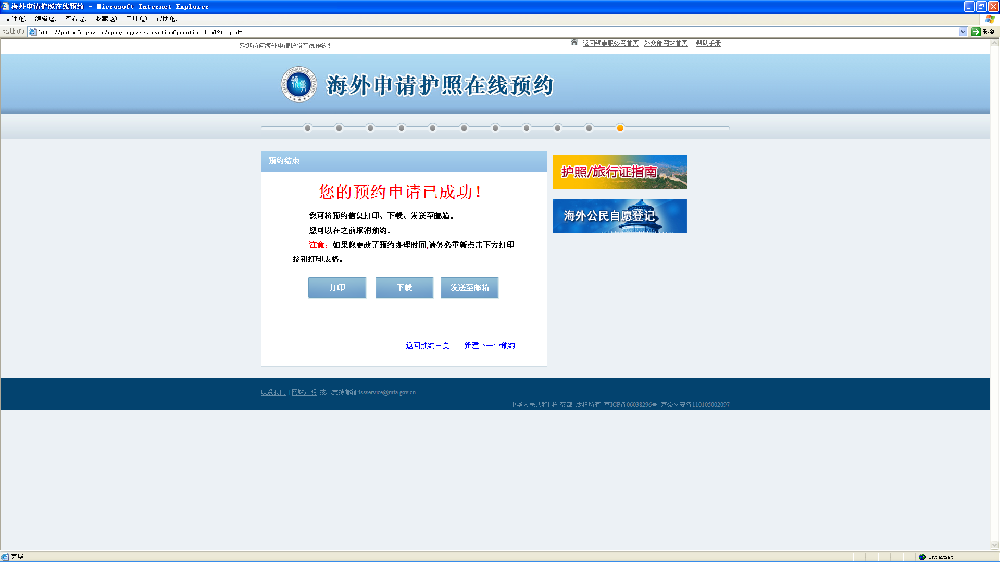 海外申请护照在线预约 - Microsoft Internet Explorer
文件(F) 编辑(E) 查看(V) 收藏(A) 工具(T) 帮助(H)
地址(D) http://ppt.mfa.gov.cn/appo/page/reservationOperation.html?tempid= 转到
欢迎访问海外申请护照在线预约! 返回领事服务网首页 外交部网站首页 帮助手册
CHINA·CONSULAR·AFFAIRS
领事
海外申请护照在线预约
预约结束
您的预约申请已成功!
您可将预约信息打印、下载、发送至邮箱。
您可以在之前取消预约。
注意:如果您更改了预约办理时间,请务必重新点击下方打印
按钮打印表格。
打印 下载 发送至邮箱
返回预约主页 新建下一个预约
护照/旅行证指南
海外公民自愿登记
联系我们 | 网站声明 技术支持邮箱:lssservice@mfa.gov.cn
中华人民共和国外交部 版权所有 京ICP备06038296号 京公网安备110105002097
完毕 Internet